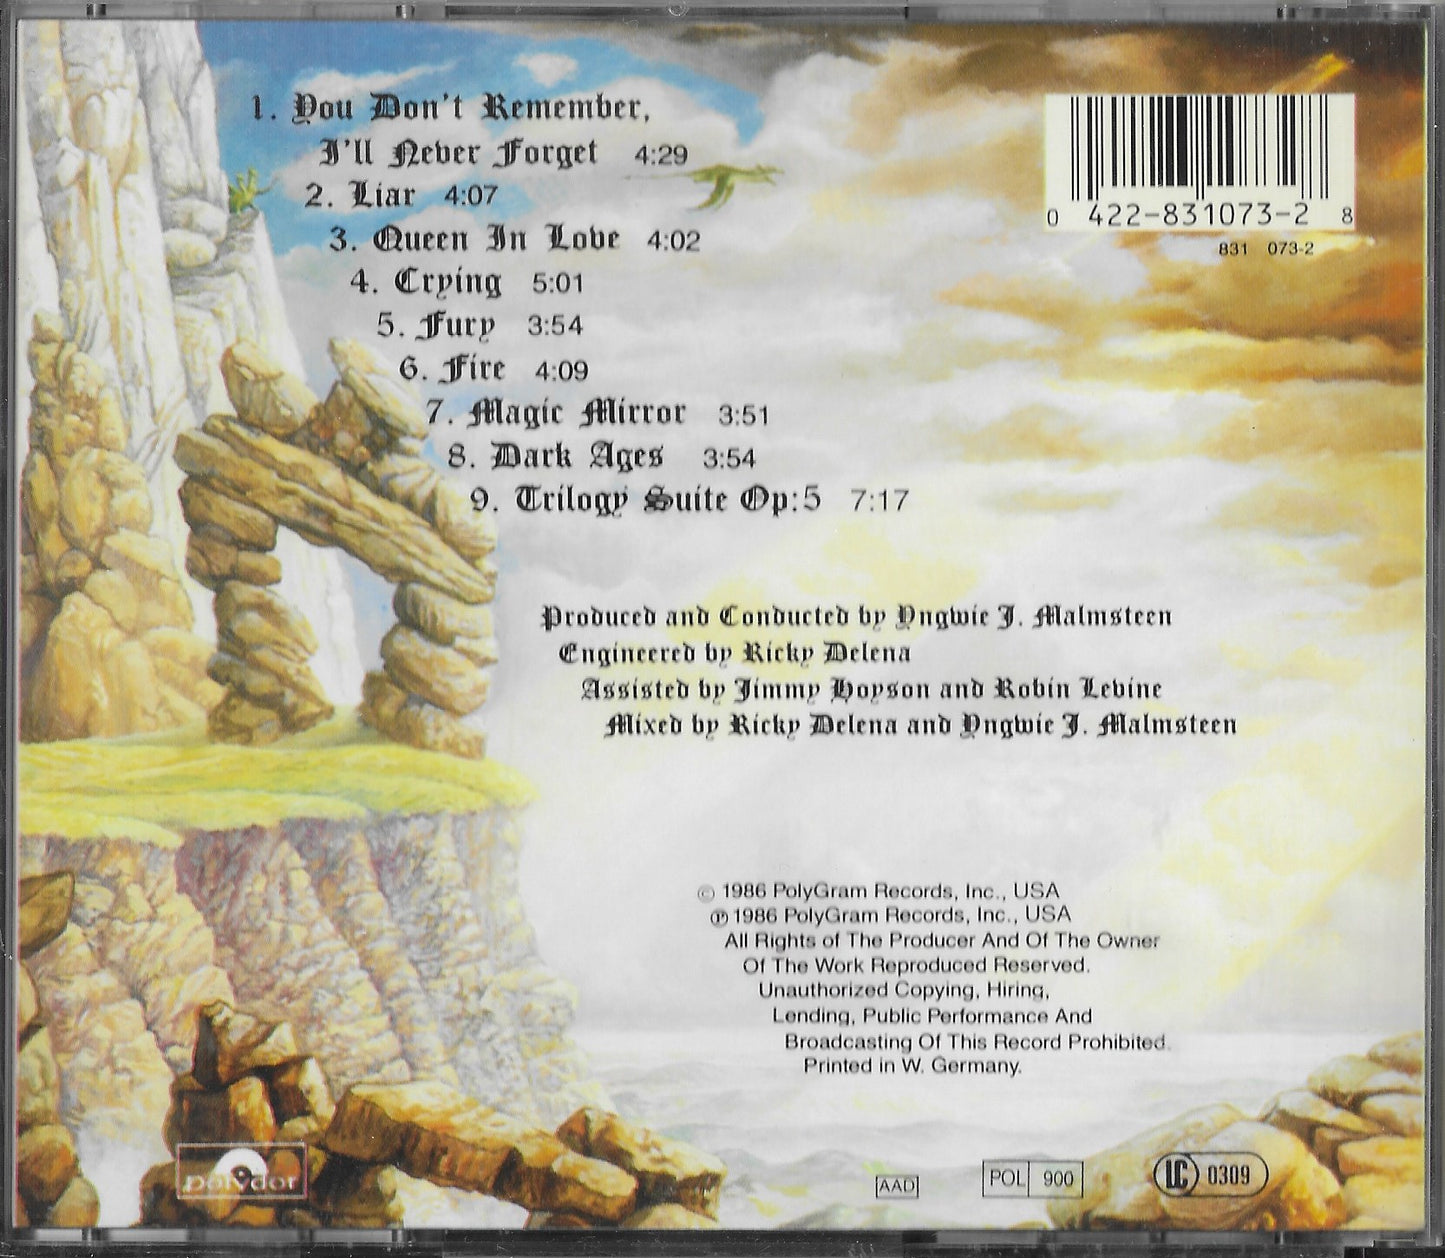 1. You Don't Remember,
I'll Never Forget 4:29
2. Liar 4:07
3. Queen In Love 4:02
4. Crying 5:01
5. Fury 3:54
6. Fire 4:09
7. Magic Mirror 3:51
8. Dark Ages 3:54
9. Trilogy Suite Op:5 7:17
0 422-831073-2 8
831 073-2
Produced and Conducted by Yngwie J. Malmsteen
Engineered by Ricky Delena
Assisted by Jimmy Hoyson and Robin Levine
Mixed by Ricky Delena and Yngwie J. Malmsteen
© 1986 PolyGram Records, Inc., USA
℗ 1986 PolyGram Records, Inc., USA
All Rights of The Producer And Of The Owner
Of The Work Reproduced Reserved.
Unauthorized Copying, Hiring,
Lending, Public Performance And
Broadcasting Of This Record Prohibited.
Printed in W. Germany.
polydor
AAD
POL 900
LC 0309